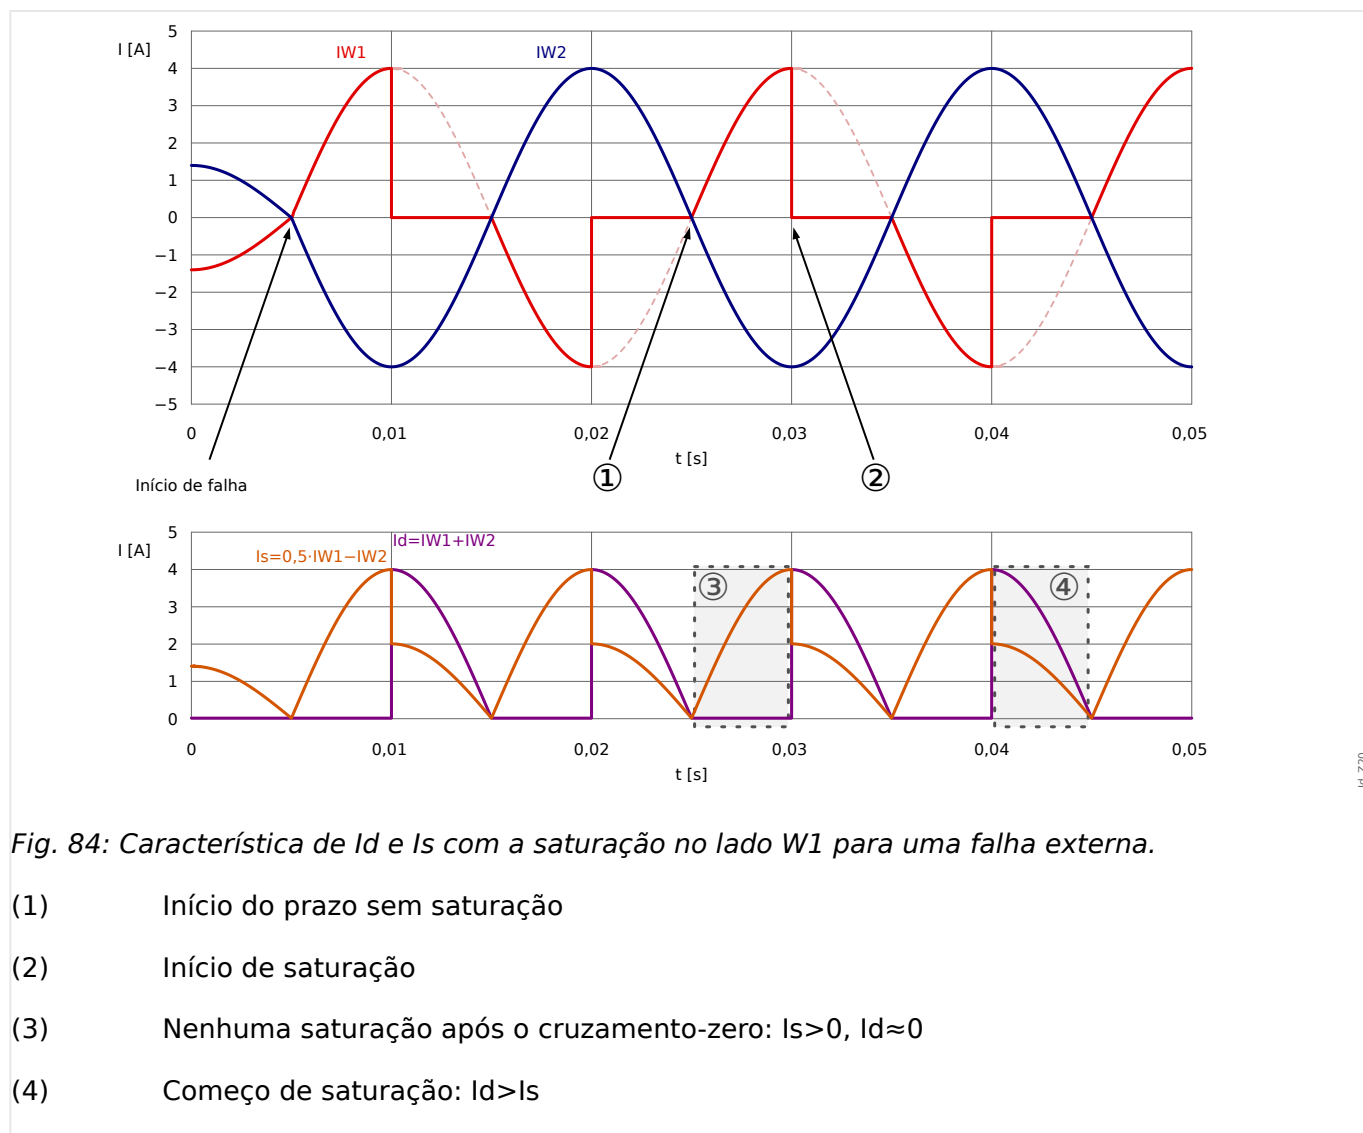 I [A]
IW1
IW2
5
4
3
2
1
0
−1
−2
−3
−4
−5
0
0,01
0,02
0,03
0,04
0,05
t [s]
Início de falha
①
②
I [A]
Is=0,5·IW1−IW2
Id=IW1+IW2
5
4
3
2
1
0
③
④
0
0,01
0,02
0,03
0,04
0,05
t [s]
Fig. 84: Característica de Id e Is com a saturação no lado W1 para uma falha externa.
(1) Início do prazo sem saturação
(2) Início de saturação
(3) Nenhuma saturação após o cruzamento-zero: Is>0, Id≈0
(4) Começo de saturação: Id>Is